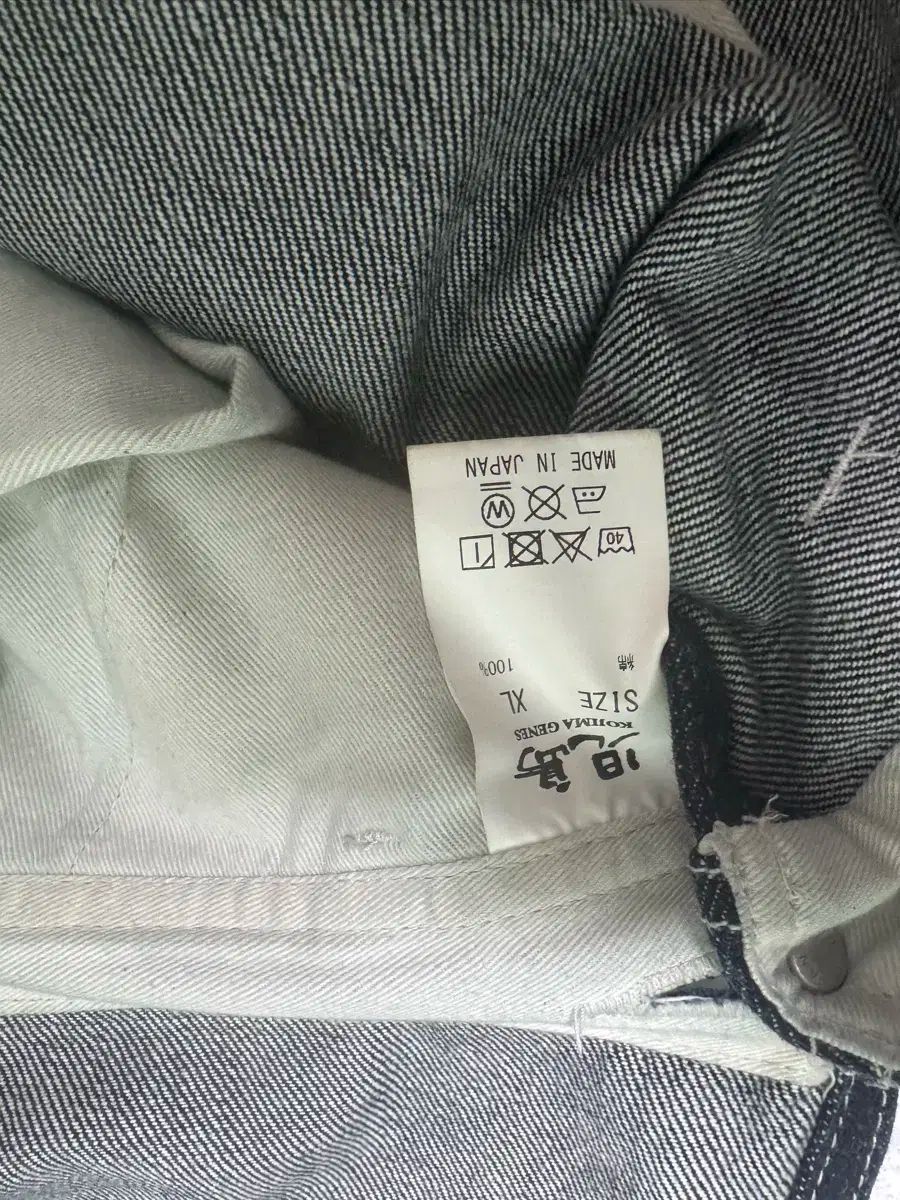 児島
KOJIMA GENES
SIZE XL
綿 100%
40
W
MADE IN JAPAN